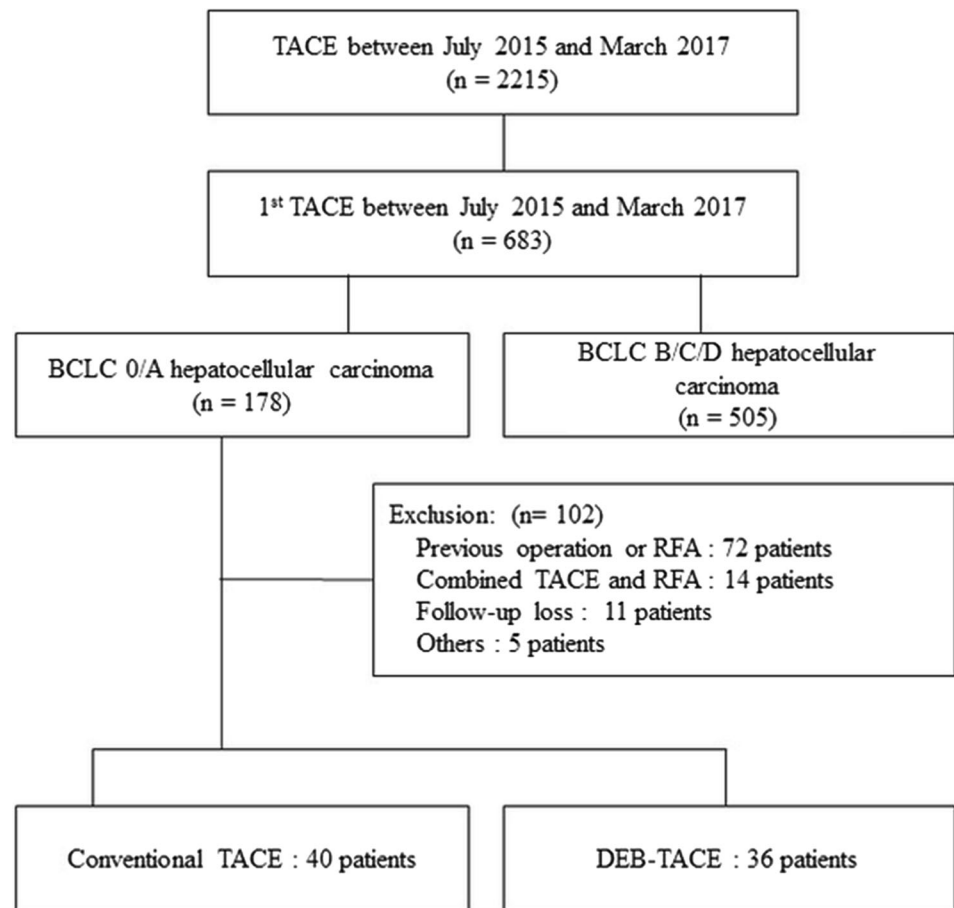 TACE between July 2015 and March 2017
(n = 2215)
1st TACE between July 2015 and March 2017
(n = 683)
BCLC 0/A hepatocellular carcinoma
(n = 178)
BCLC B/C/D hepatocellular
carcinoma
(n = 505)
Exclusion: (n= 102)
Previous operation or RFA : 72 patients
Combined TACE and RFA : 14 patients
Follow-up loss : 11 patients
Others : 5 patients
Conventional TACE : 40 patients
DEB-TACE : 36 patients